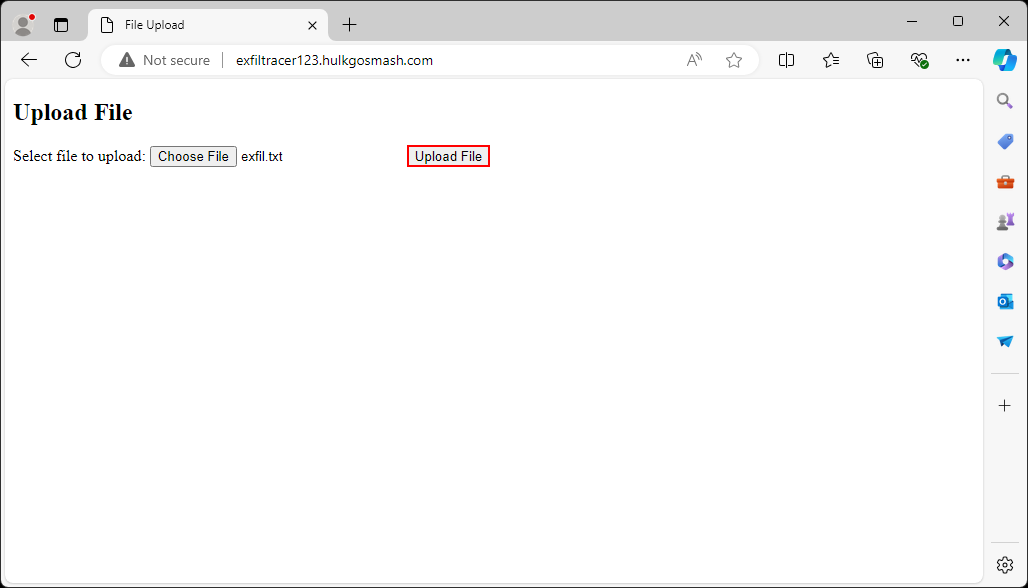 File Upload
Not secure exfiltracer123.hulkgosmash.com
Upload File
Select file to upload: Choose File exfil.txt Upload File